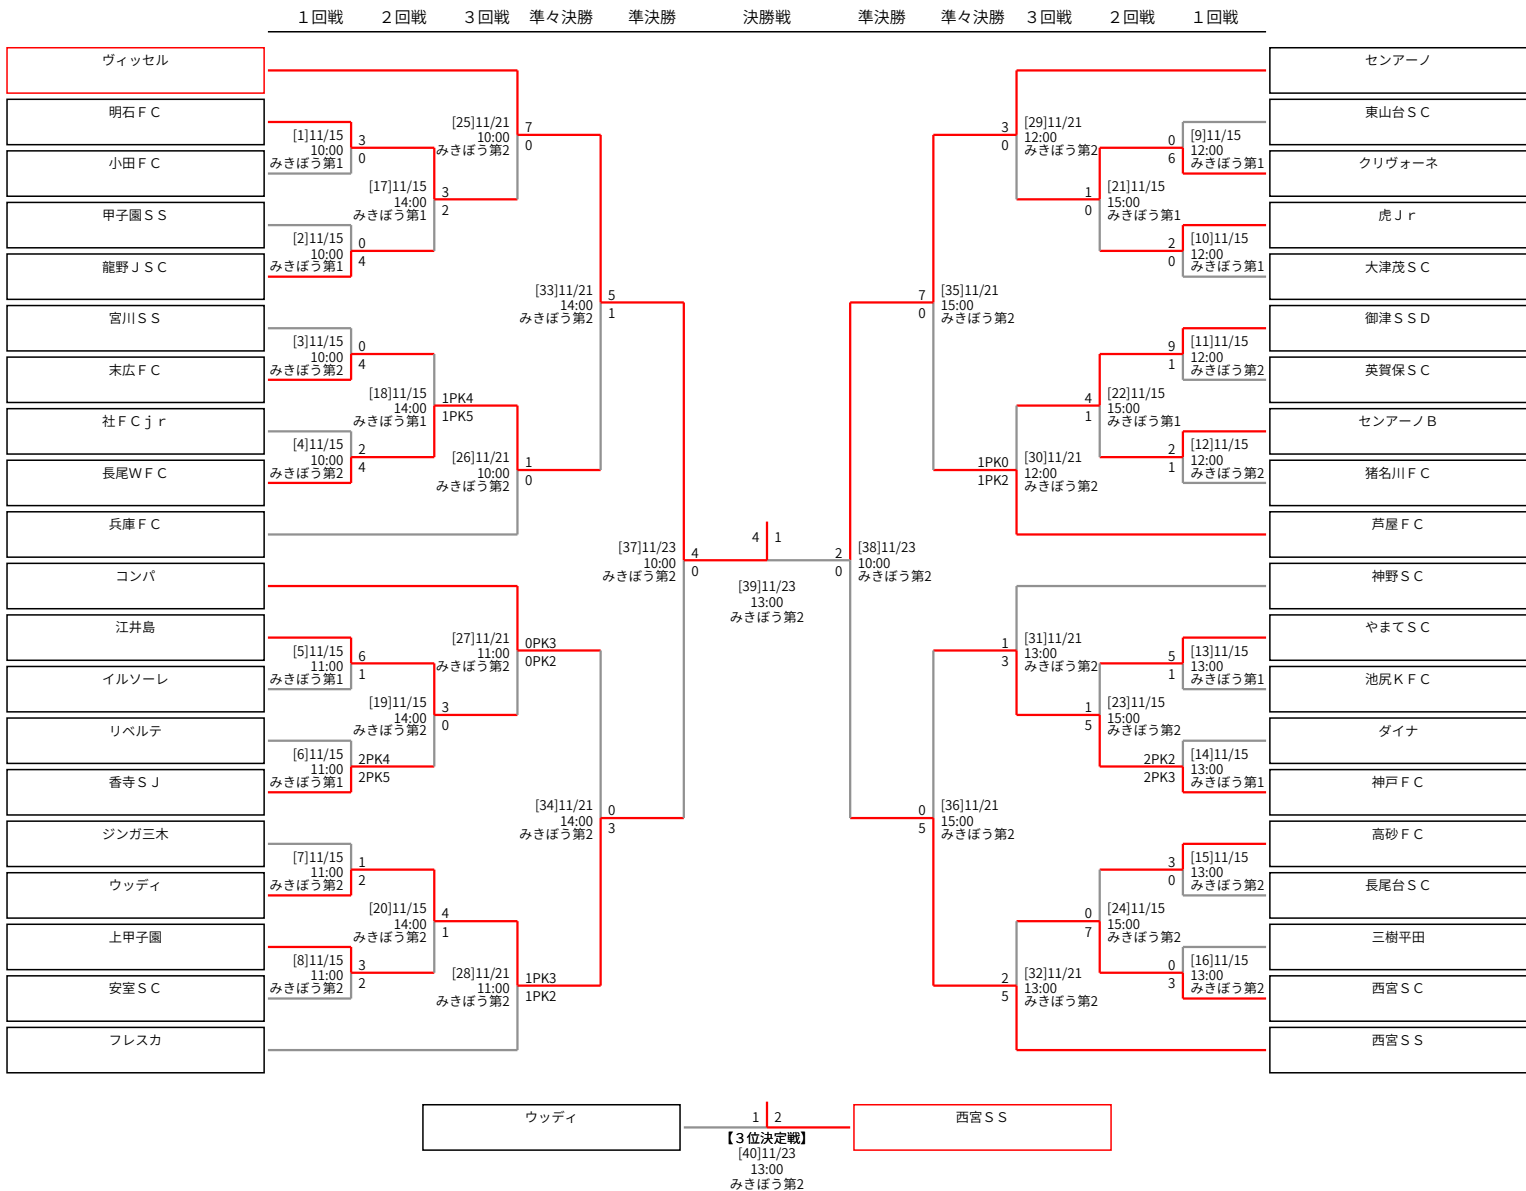 １回戦 ２回戦 ３回戦 準々決勝 準決勝 決勝戦 準決勝 準々決勝 ３回戦 ２回戦 １回戦
ヴィッセル
明石ＦＣ
小田ＦＣ
甲子園ＳＳ
龍野ＪＳＣ
宮川ＳＳ
末広ＦＣ
社ＦＣｊｒ
長尾ＷＦＣ
兵庫ＦＣ
コンパ
江井島
イルソーレ
リベルテ
香寺ＳＪ
ジンガ三木
ウッディ
上甲子園
安室ＳＣ
フレスカ
[1]11/15
10:00
みきぼう第1
3
0
[2]11/15
10:00
みきぼう第1
0
4
[3]11/15
10:00
みきぼう第2
0
4
[4]11/15
10:00
みきぼう第2
2
4
[5]11/15
11:00
みきぼう第1
6
1
[6]11/15
11:00
みきぼう第1
2PK4
2PK5
[7]11/15
11:00
みきぼう第2
1
2
[8]11/15
11:00
みきぼう第2
3
2
[17]11/15
14:00
みきぼう第1
3
2
[18]11/15
14:00
みきぼう第1
1PK4
1PK5
[19]11/15
14:00
みきぼう第2
3
0
[20]11/15
14:00
みきぼう第2
4
1
[25]11/21
10:00
みきぼう第2
7
0
[26]11/21
10:00
みきぼう第2
1
0
[27]11/21
11:00
みきぼう第2
0PK3
0PK2
[28]11/21
11:00
みきぼう第2
1PK3
1PK2
[33]11/21
14:00
みきぼう第2
5
1
[34]11/21
14:00
みきぼう第2
0
3
[37]11/23
10:00
みきぼう第2
4
0
4 1
[39]11/23
13:00
みきぼう第2
2
0
[38]11/23
10:00
みきぼう第2
7
0
[35]11/21
15:00
みきぼう第2
0
5
[36]11/21
15:00
みきぼう第2
3
0
[29]11/21
12:00
みきぼう第2
1PK0
1PK2
[30]11/21
12:00
みきぼう第2
1
3
[31]11/21
13:00
みきぼう第2
2
5
[32]11/21
13:00
みきぼう第2
1
0
[21]11/15
15:00
みきぼう第1
4
1
[22]11/15
15:00
みきぼう第1
1
5
[23]11/15
15:00
みきぼう第2
0
7
[24]11/15
15:00
みきぼう第2
0
6
[9]11/15
12:00
みきぼう第1
2
0
[10]11/15
12:00
みきぼう第1
9
1
[11]11/15
12:00
みきぼう第2
2
1
[12]11/15
12:00
みきぼう第2
5
1
[13]11/15
13:00
みきぼう第1
2PK2
2PK3
[14]11/15
13:00
みきぼう第1
3
0
[15]11/15
13:00
みきぼう第2
0
3
[16]11/15
13:00
みきぼう第2
センアーノ
東山台ＳＣ
クリヴォーネ
虎Ｊｒ
大津茂ＳＣ
御津ＳＳＤ
英賀保ＳＣ
センアーノＢ
猪名川ＦＣ
芦屋ＦＣ
神野ＳＣ
やまてＳＣ
池尻ＫＦＣ
ダイナ
神戸ＦＣ
高砂ＦＣ
長尾台ＳＣ
三樹平田
西宮ＳＣ
西宮ＳＳ
ウッディ 1 2 西宮ＳＳ
【３位決定戦】
[40]11/23
13:00
みきぼう第2